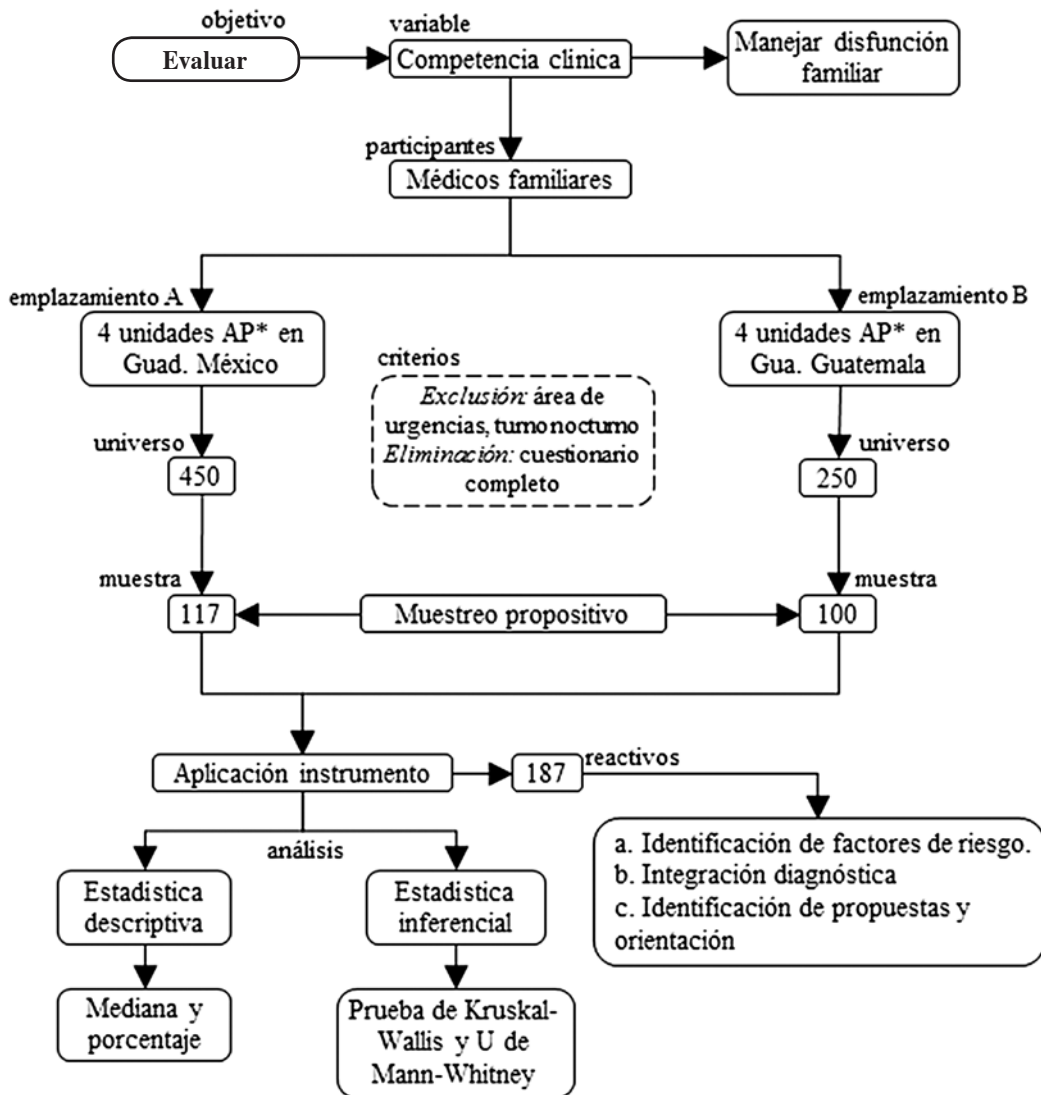 objetivo
Evaluar
variable
Competencia clinica
Manejar disfunción
familiar
participantes
Médicos familiares
emplazamiento A
4 unidades AP* en
Guad. México
emplazamiento B
4 unidades AP* en
Gua. Guatemala
criterios
Exclusión: área de
urgencias, turno nocturno
Eliminación: cuestionario
completo
universo
450
universo
250
muestra
117
Muestreo propositivo
muestra
100
Aplicación instrumento
187
reactivos
a. Identificación de factores de riesgo.
b. Integración diagnóstica
c. Identificación de propuestas y
orientación
análisis
Estadistica
descriptiva
Estadistica
inferencial
Mediana y
porcentaje
Prueba de Kruskal-
Wallis y U de
Mann-Whitney